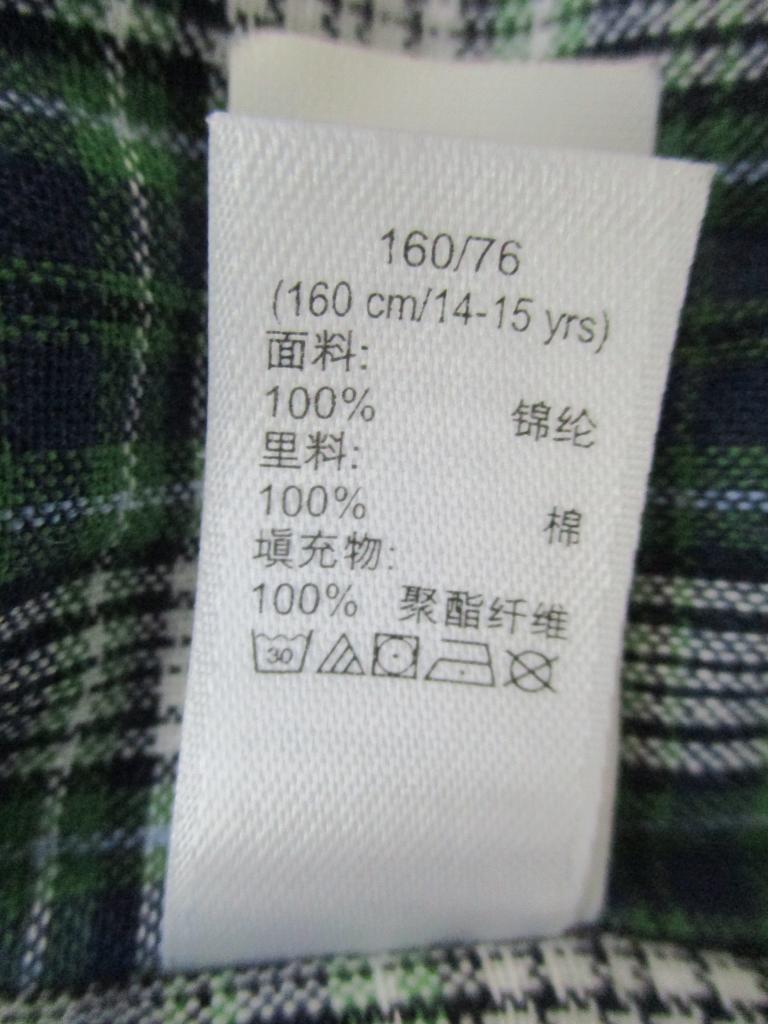 160/76
(160 cm/14-15 yrs)
面料:
100% 锦纶
里料:
100% 棉
填充物:
100% 聚酯纤维
30